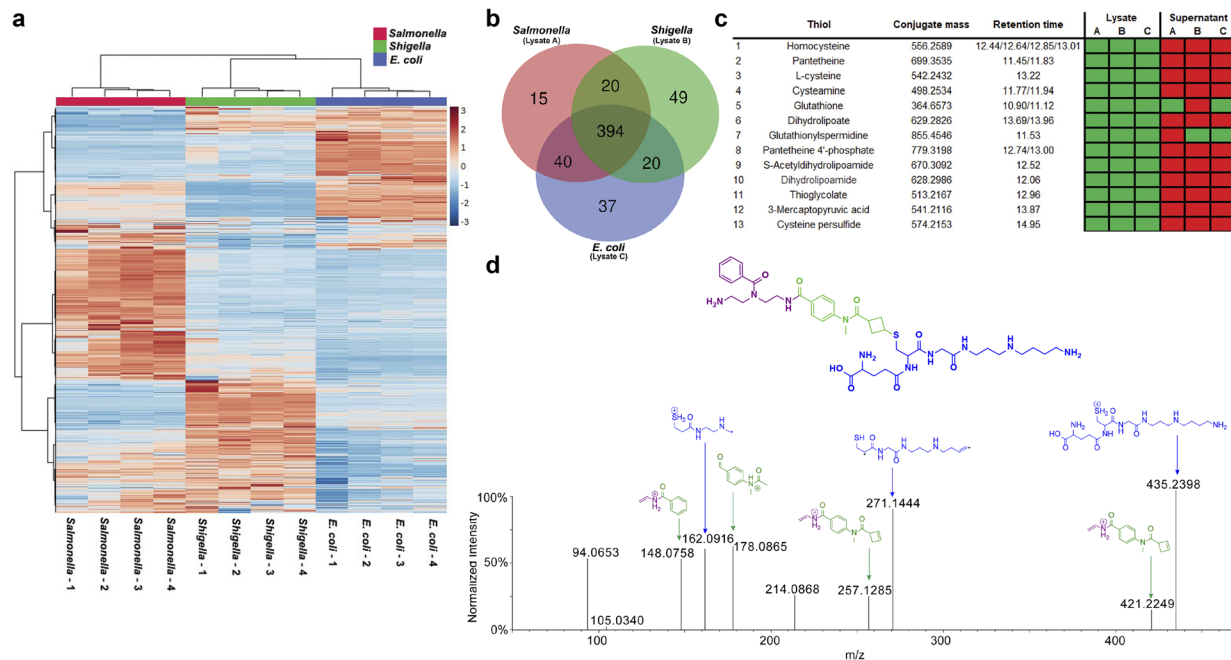 a
Salmonella
Shigella
E. coli
3
2
1
0
-1
-2
-3
Salmonella - 1
Salmonella - 2
Salmonella - 3
Salmonella - 4
Shigella - 1
Shigella - 2
Shigella - 3
Shigella - 4
E. coli - 1
E. coli - 2
E. coli - 3
E. coli - 4
b
Salmonella
(Lysate A)
Shigella
(Lysate B)
15
20
49
394
40
20
37
E. coli
(Lysate C)
c
Thiol Conjugate mass Retention time Lysate Supernatant
A B C A B C
1 Homocysteine 556.2589 12.44/12.64/12.85/13.01
2 Pantetheine 699.3535 11.45/11.83
3 L-cysteine 542.2432 13.22
4 Cysteamine 498.2534 11.77/11.94
5 Glutathione 364.6573 10.90/11.12
6 Dihydrolipoate 629.2826 13.69/13.96
7 Glutathionylspermidine 855.4546 11.53
8 Pantetheine 4'-phosphate 779.3198 12.74/13.00
9 S-Acetyldihydrolipoamide 670.3092 12.52
10 Dihydrolipoamide 628.2986 12.06
11 Thioglycolate 513.2167 12.96
12 3-Mercaptopyruvic acid 541.2116 13.87
13 Cysteine persulfide 574.2153 14.95
d
O
H2N
N
N
H
O
O
N
S
NH2
HO
O
O
N
H
O
H
N
O
H
N
N
H
NH2
Normalized intensity
100%
50%
0%
94.0653
105.0340
148.0758
162.0916
178.0865
214.0868
257.1285
271.1444
421.2249
435.2398
100
200
300
400
m/z